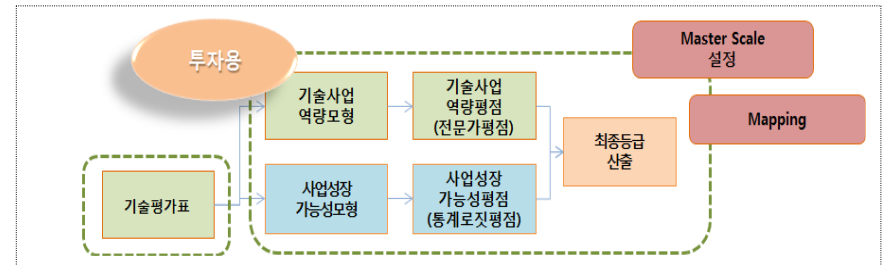 투자용
Master Scale
설정
Mapping
기술사업
역량모형
기술사업
역량평점
(전문가평점)
최종등급
산출
기술평가표
사업성장
가능성모형
사업성장
가능성평점
(통계로짓평점)